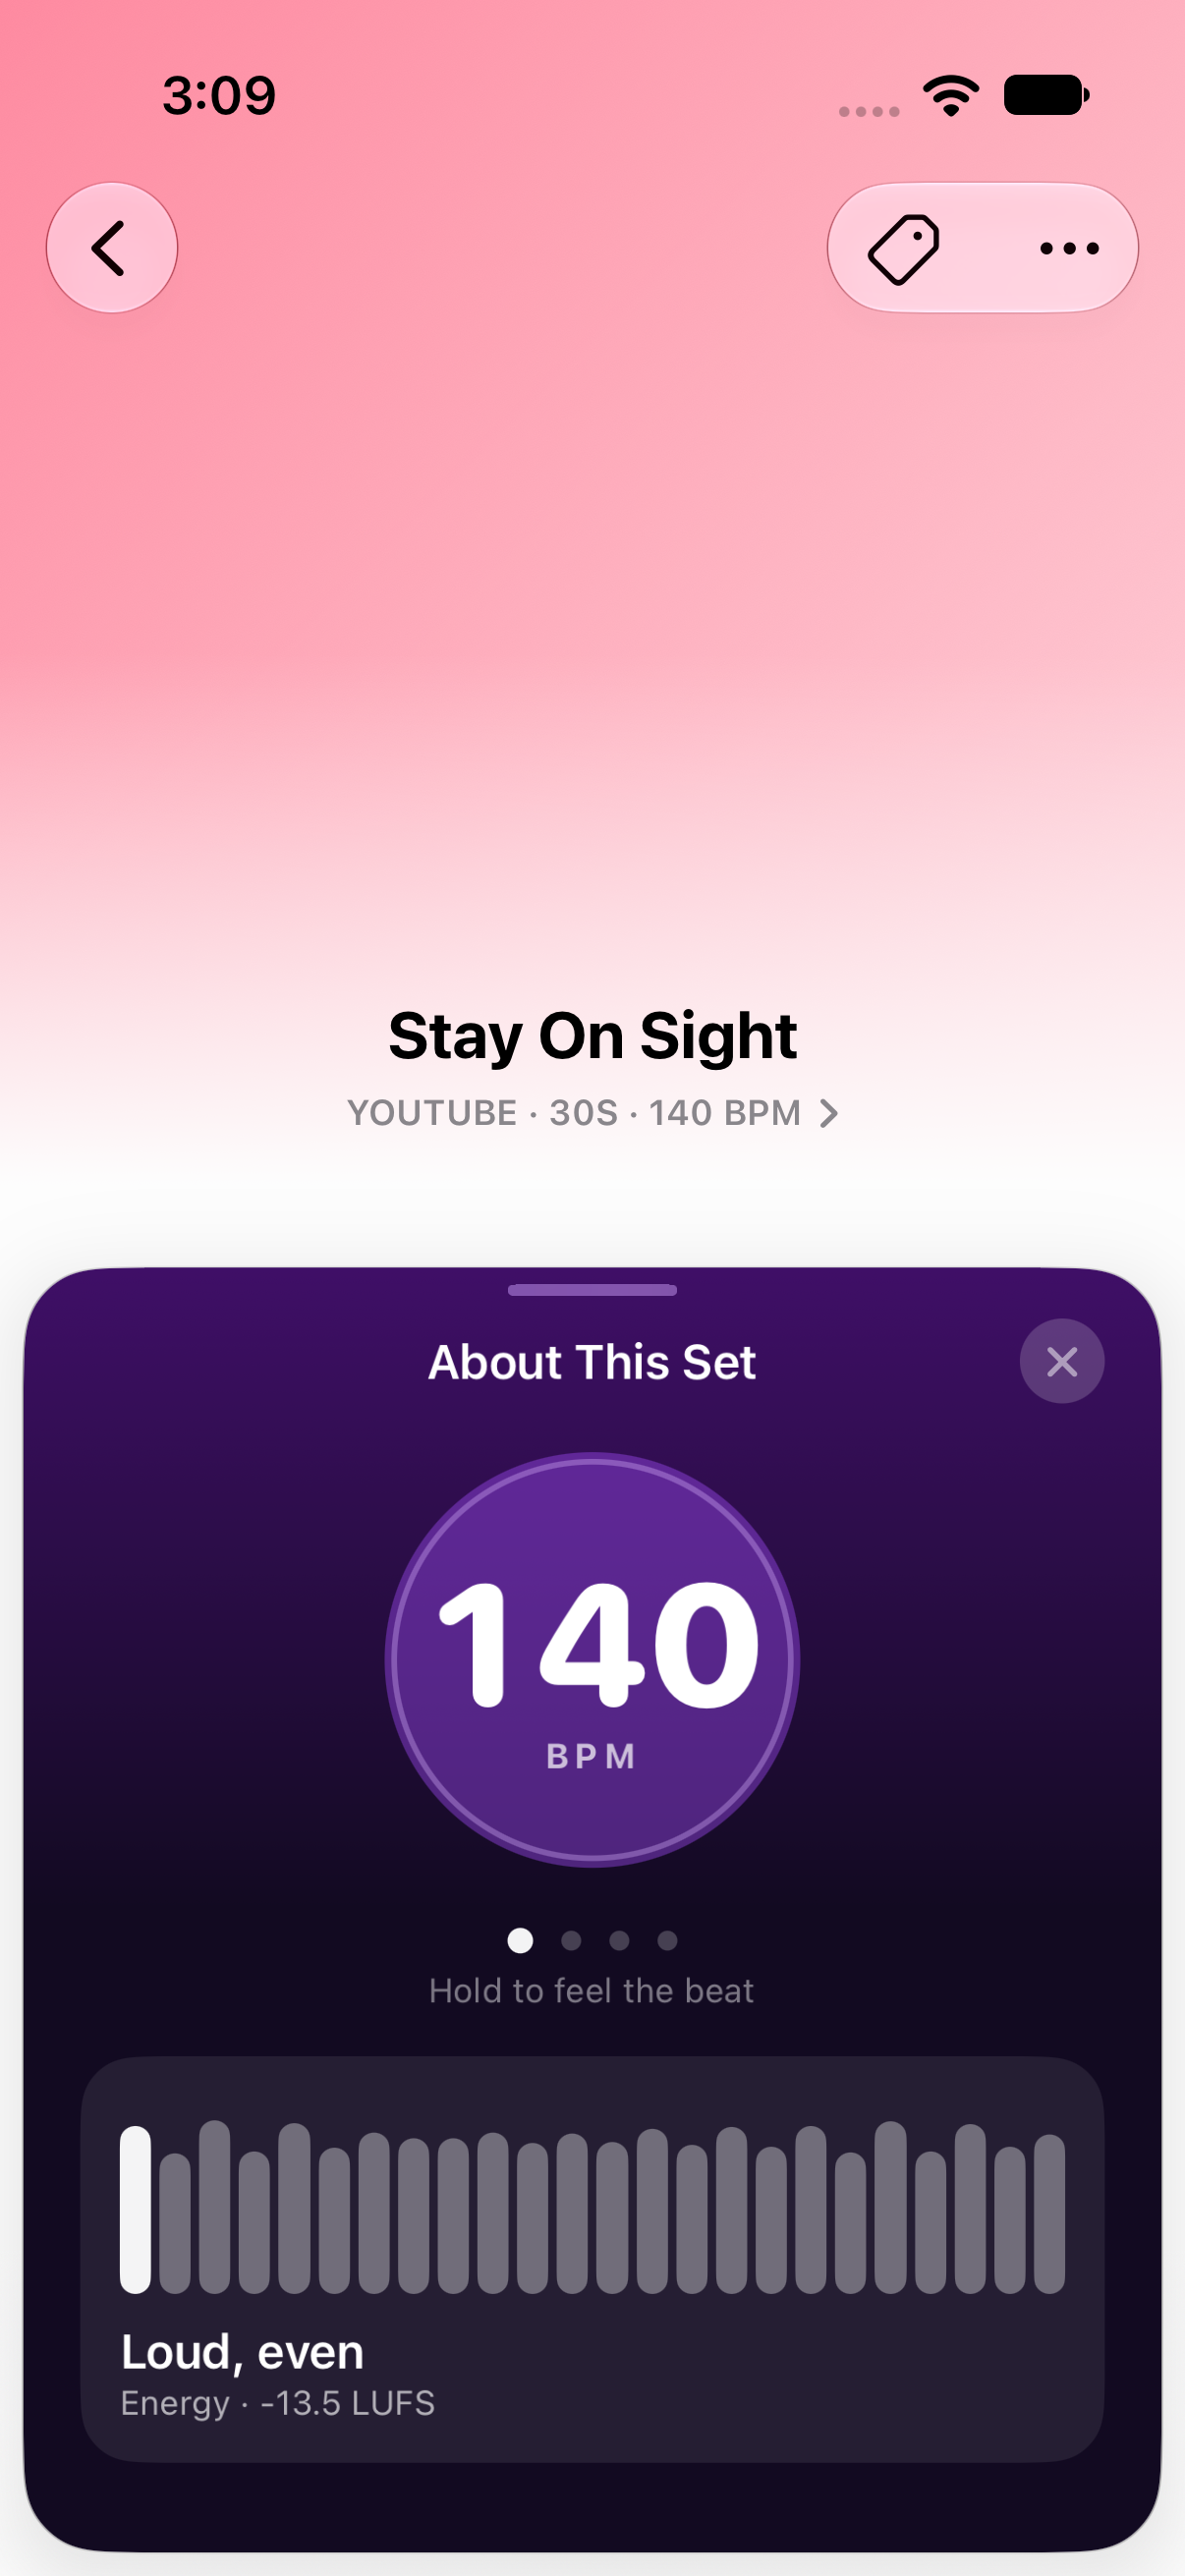 3:09
Stay On Sight
YOUTUBE · 30S · 140 BPM
About This Set
140
BPM
Hold to feel the beat
Loud, even
Energy · -13.5 LUFS